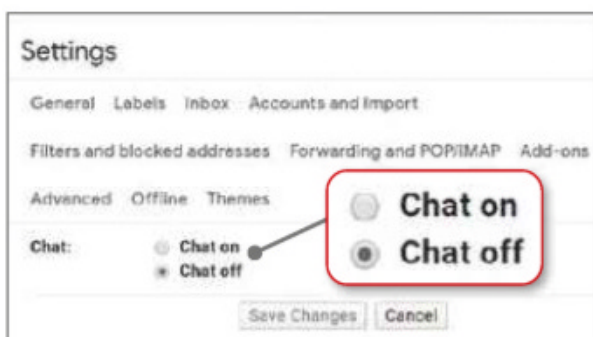 Settings
General Labels Inbox Accounts and Import
Filters and blocked addresses Forwarding and POP/IMAP Add-ons
Advanced Offline Themes
Chat: Chat on
Chat off
Chat on
Chat off
Save Changes Cancel